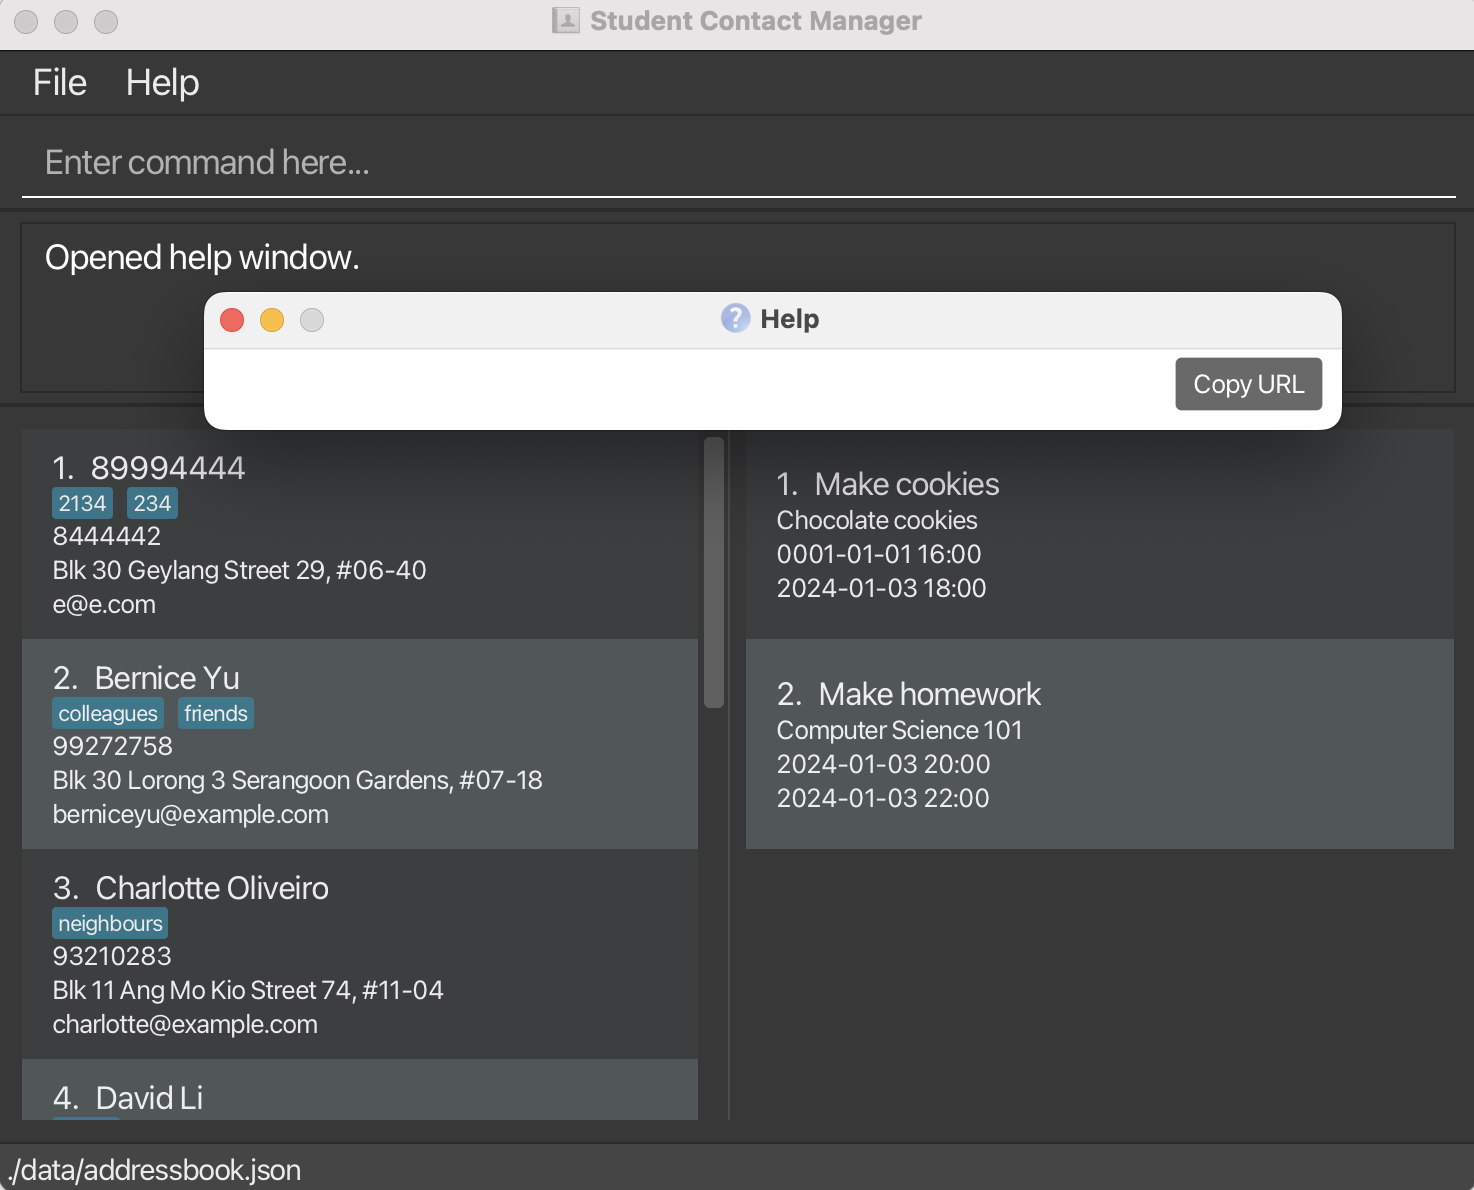 Student Contact Manager
File Help
Enter command here...
Opened help window.
? Help
Copy URL
1. 89994444
2134 234
8444442
Blk 30 Geylang Street 29, #06-40
e@e.com
2. Bernice Yu
colleagues friends
99272758
Blk 30 Lorong 3 Serangoon Gardens, #07-18
berniceyu@example.com
3. Charlotte Oliveiro
neighbours
93210283
Blk 11 Ang Mo Kio Street 74, #11-04
charlotte@example.com
4. David Li
1. Make cookies
Chocolate cookies
0001-01-01 16:00
2024-01-03 18:00
2. Make homework
Computer Science 101
2024-01-03 20:00
2024-01-03 22:00
./data/addressbook.json